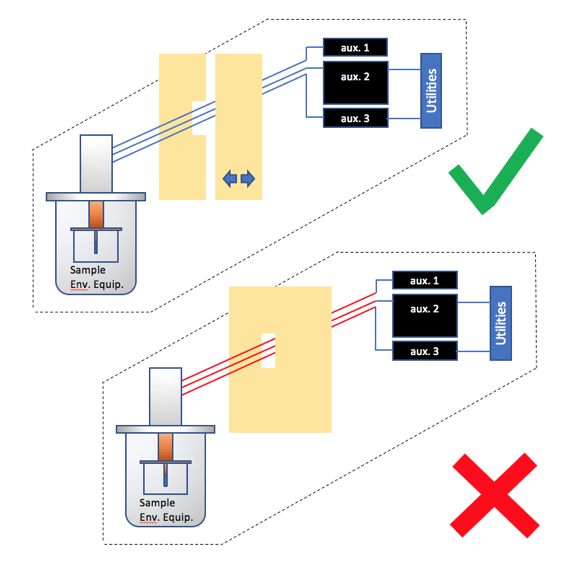 aux. 1
aux. 2
aux. 3
Utilities
Sample
Env. Equip.
aux. 1
aux. 2
aux. 3
Utilities
Sample
Env. Equip.